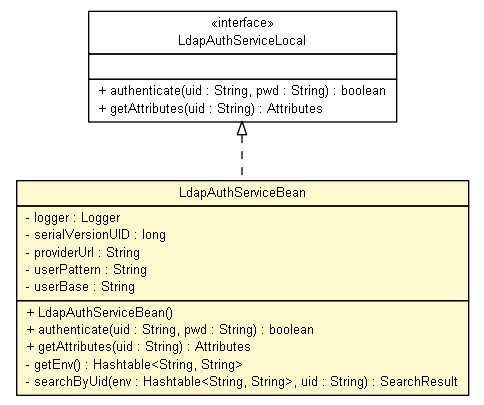 «interface»
LdapAuthServiceLocal
+ authenticate(uid : String, pwd : String) : boolean
+ getAttributes(uid : String) : Attributes
LdapAuthServiceBean
- logger : Logger
- serialVersionUID : long
- providerUrl : String
- userPattern : String
- userBase : String
+ LdapAuthServiceBean()
+ authenticate(uid : String, pwd : String) : boolean
+ getAttributes(uid : String) : Attributes
- getEnv() : Hashtable<String, String>
- searchByUid(env : Hashtable<String, String>, uid : String) : SearchResult